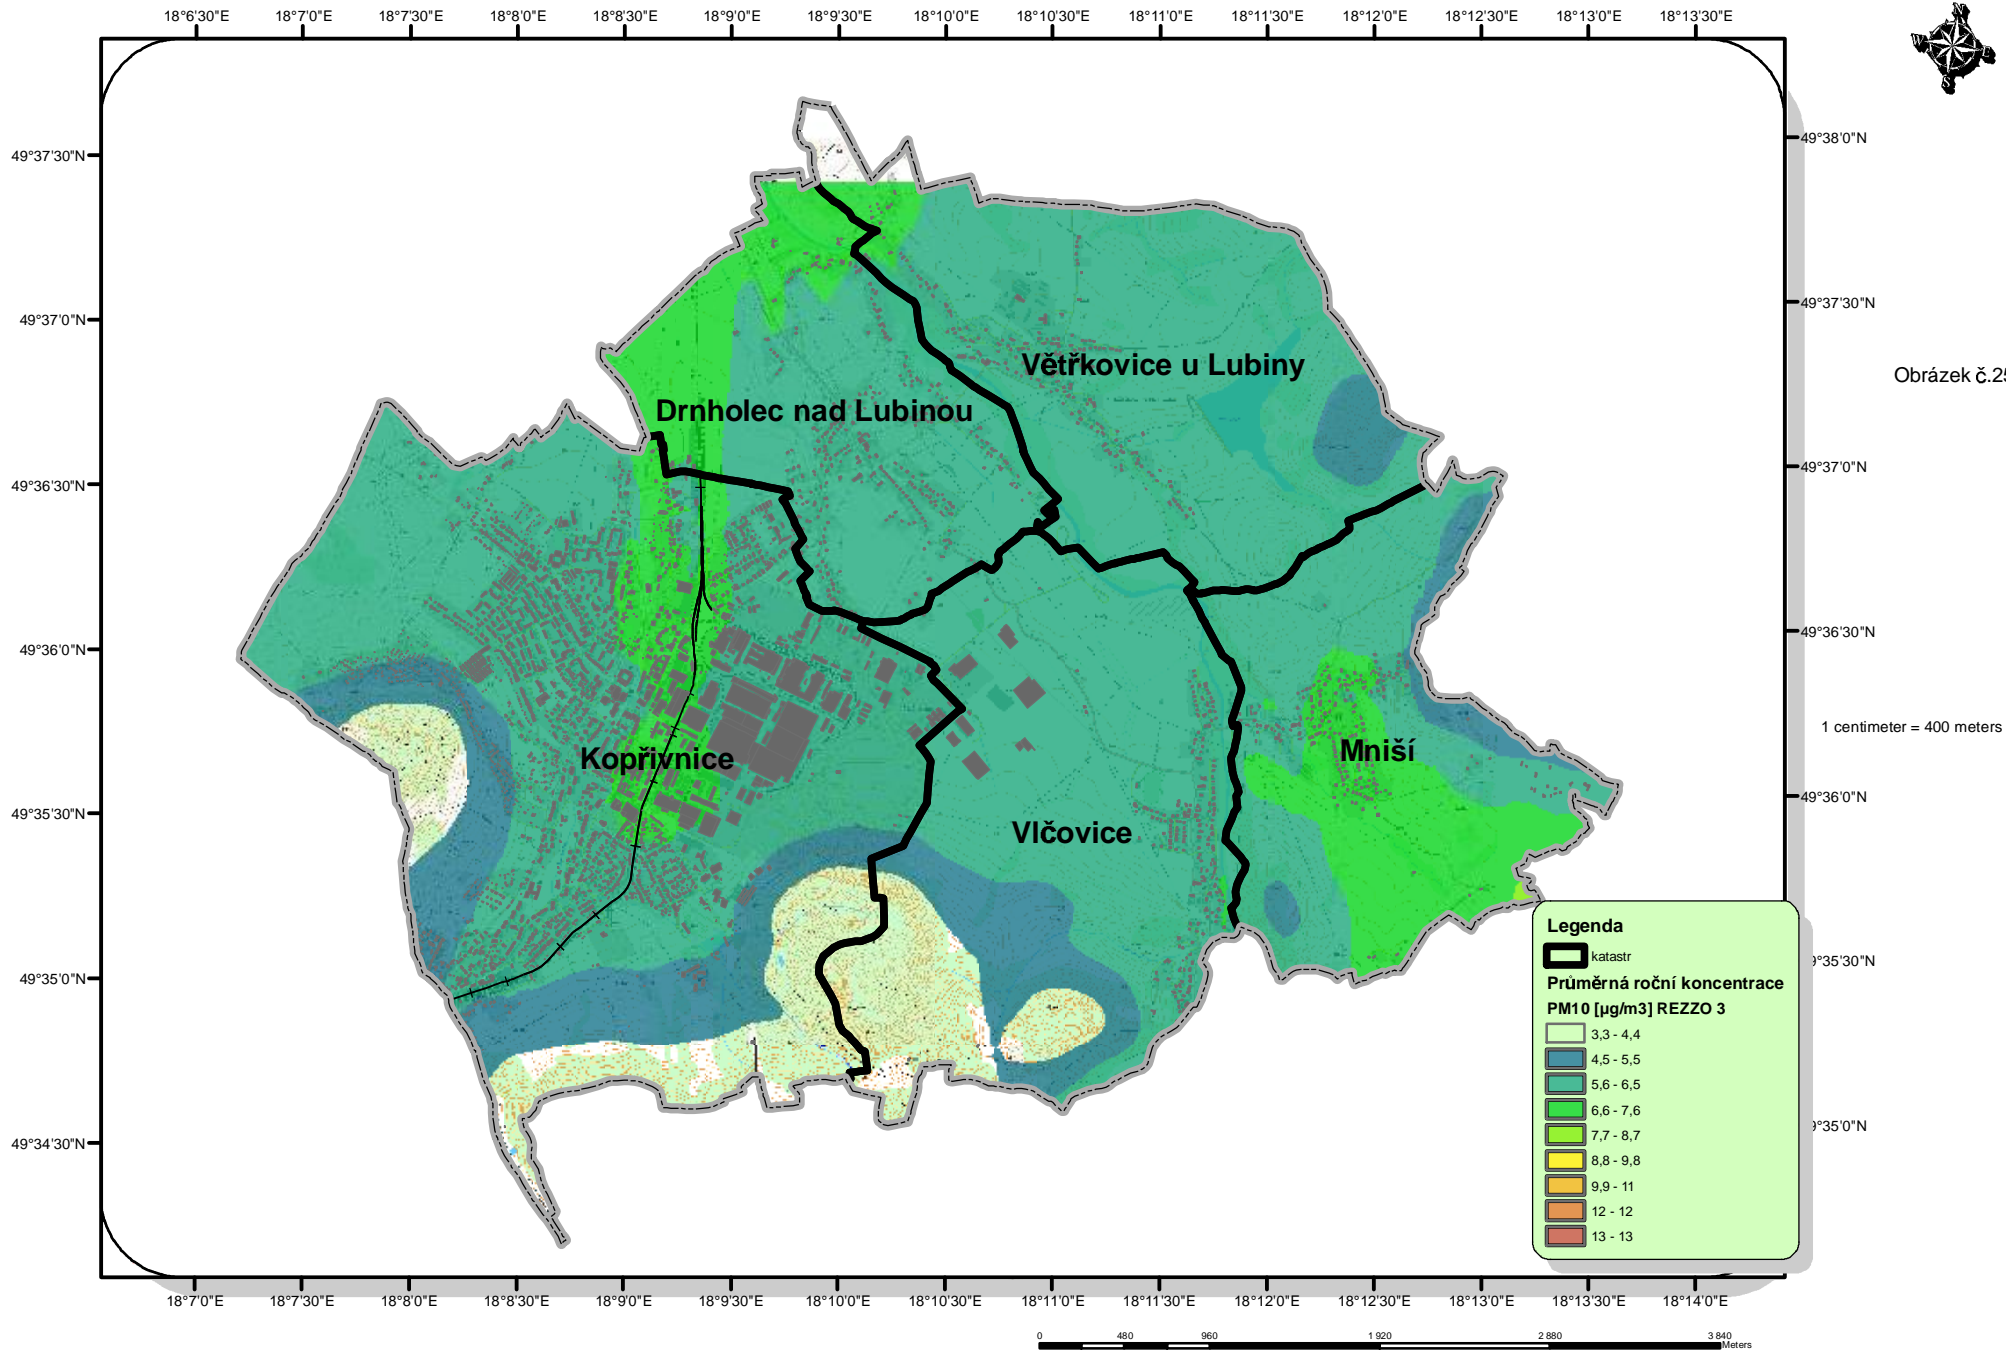 18°6'30"E 18°7'0"E 18°7'30"E 18°8'0"E 18°8'30"E 18°9'0"E 18°9'30"E 18°10'0"E 18°10'30"E 18°11'0"E 18°11'30"E 18°12'0"E 18°12'30"E 18°13'0"E 18°13'30"E
N
W
E
S
49°37'30"N
49°37'0"N
49°36'30"N
49°36'0"N
49°35'30"N
49°35'0"N
49°34'30"N
49°38'0"N
49°37'30"N
49°37'0"N
49°36'30"N
49°36'0"N
9°35'30"N
9°35'0"N
Obrázek č.25
1 centimeter = 400 meters
Větřkovice u Lubiny
Drnholec nad Lubinou
Kopřivnice
Mniší
Vlčovice
Legenda
katastr
Průměrná roční koncentrace
PM10 [µg/m3] REZZO 3
3,3 - 4,4
4,5 - 5,5
5,6 - 6,5
6,6 - 7,6
7,7 - 8,7
8,8 - 9,8
9,9 - 11
12 - 12
13 - 13
18°7'0"E 18°7'30"E 18°8'0"E 18°8'30"E 18°9'0"E 18°9'30"E 18°10'0"E 18°10'30"E 18°11'0"E 18°11'30"E 18°12'0"E 18°12'30"E 18°13'0"E 18°13'30"E 18°14'0"E
0 480 960 1 920 2 880 3 840
Meters